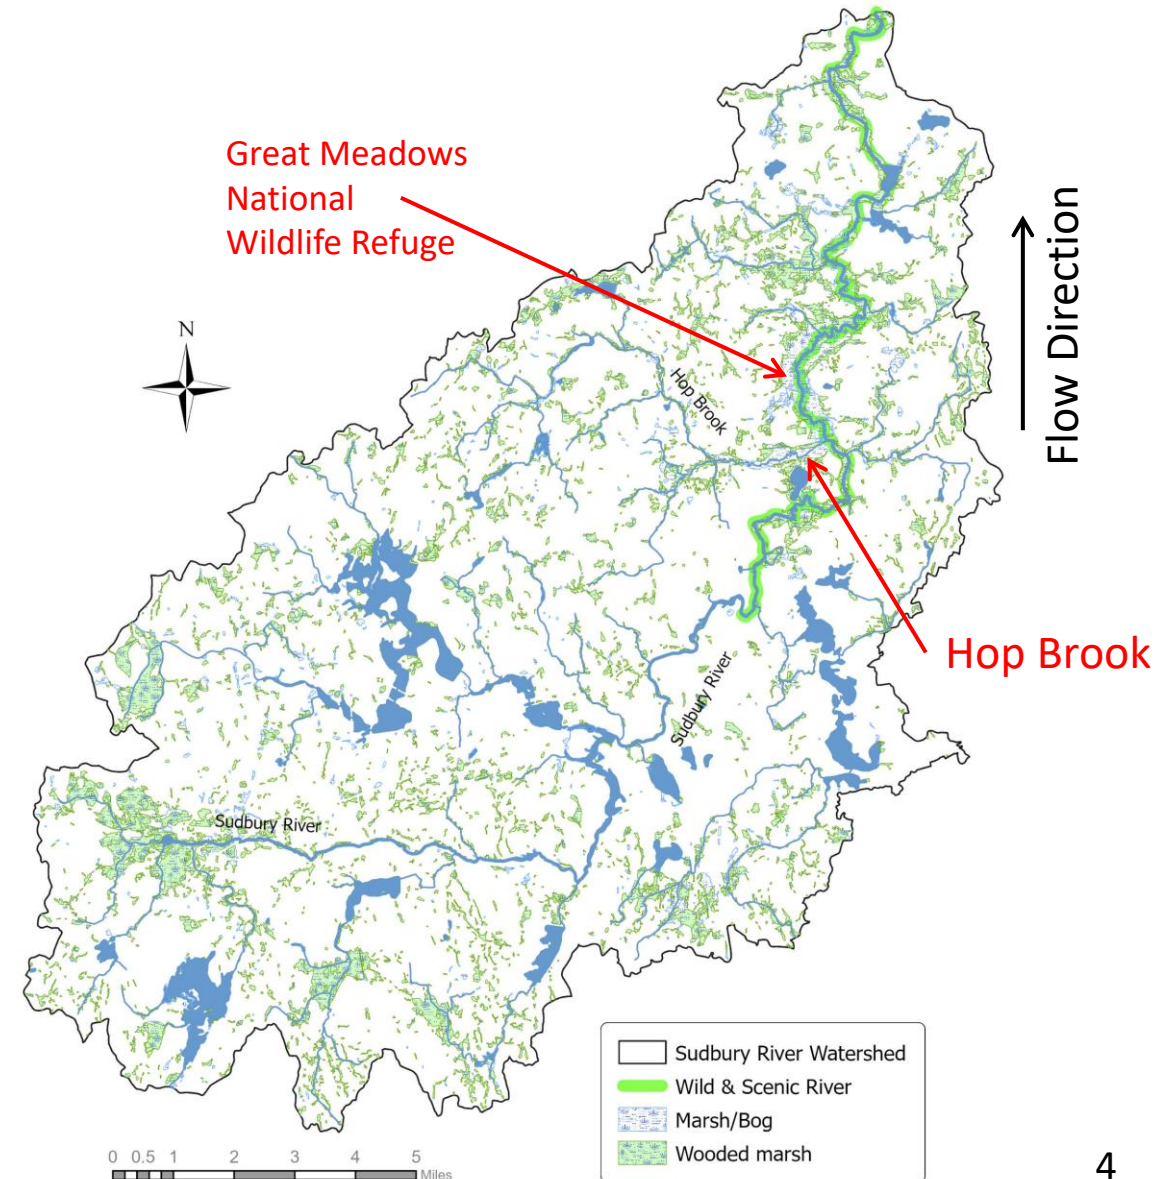 Great Meadows
National
Wildlife Refuge
Flow Direction
N
Hop Brook
Hop Brook
Sudbury River
Sudbury River
Sudbury River Watershed
Wild & Scenic River
Marsh/Bog
Wooded marsh
0 0.5 1 2 3 4 5
Miles
4